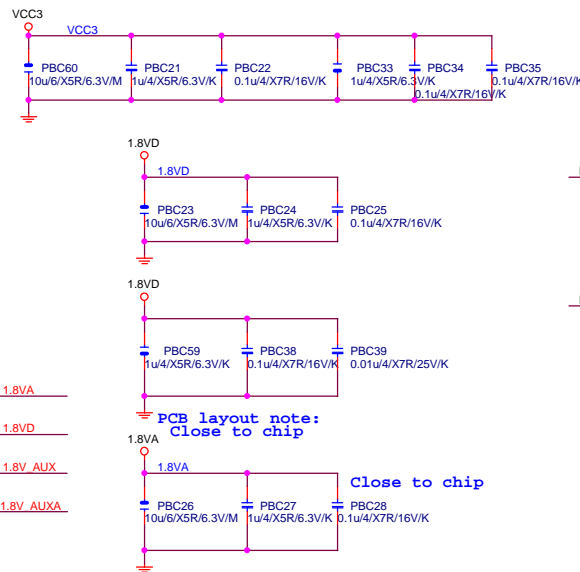 VCC3
VCC3
PBC60
10u/6/X5R/6.3V/M
PBC21
1u/4/X5R/6.3V/K
PBC22
0.1u/4/X7R/16V/K
PBC33
1u/4/X5R/6.3V/K
PBC34
0.1u/4/X7R/16V/K
PBC35
0.1u/4/X7R/16V/K
1.8VD
1.8VD
PBC23
10u/6/X5R/6.3V/M
PBC24
1u/4/X5R/6.3V/K
PBC25
0.1u/4/X7R/16V/K
1.8VD
PBC59
1u/4/X5R/6.3V/K
PBC38
0.1u/4/X7R/16V/K
PBC39
0.01u/4/X7R/25V/K
1.8VA
1.8VD
1.8V_AUX
1.8V_AUXA
PCB layout note:
Close to chip
1.8VA
1.8VA
Close to chip
PBC26
10u/6/X5R/6.3V/M
PBC27
1u/4/X5R/6.3V/K
PBC28
0.1u/4/X7R/16V/K